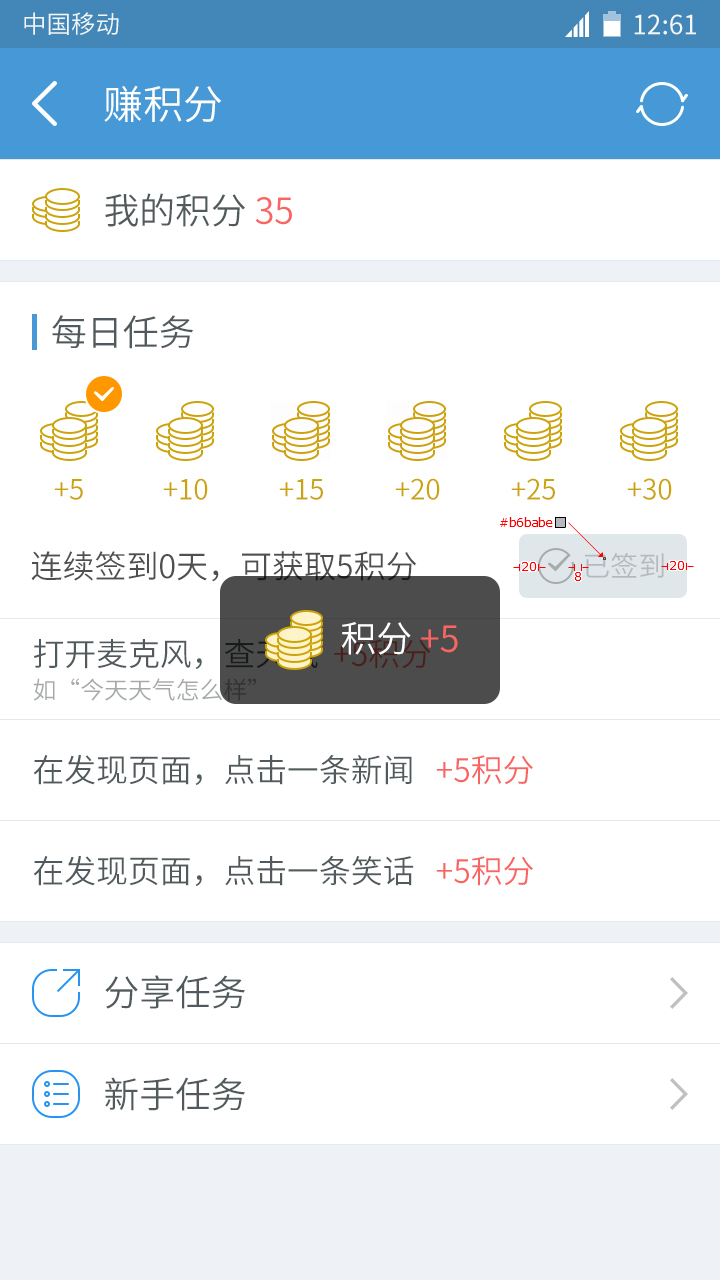 中国移动 12:61
赚积分
我的积分 35
每日任务
+5 +10 +15 +20 +25 +30
#b6babe
连续签到0天，可获取5积分 20 8 已签到 20
积分 +5
打开麦克风，查天气 +5积分
如“今天天气怎么样”
在发现页面，点击一条新闻 +5积分
在发现页面，点击一条笑话 +5积分
分享任务
新手任务